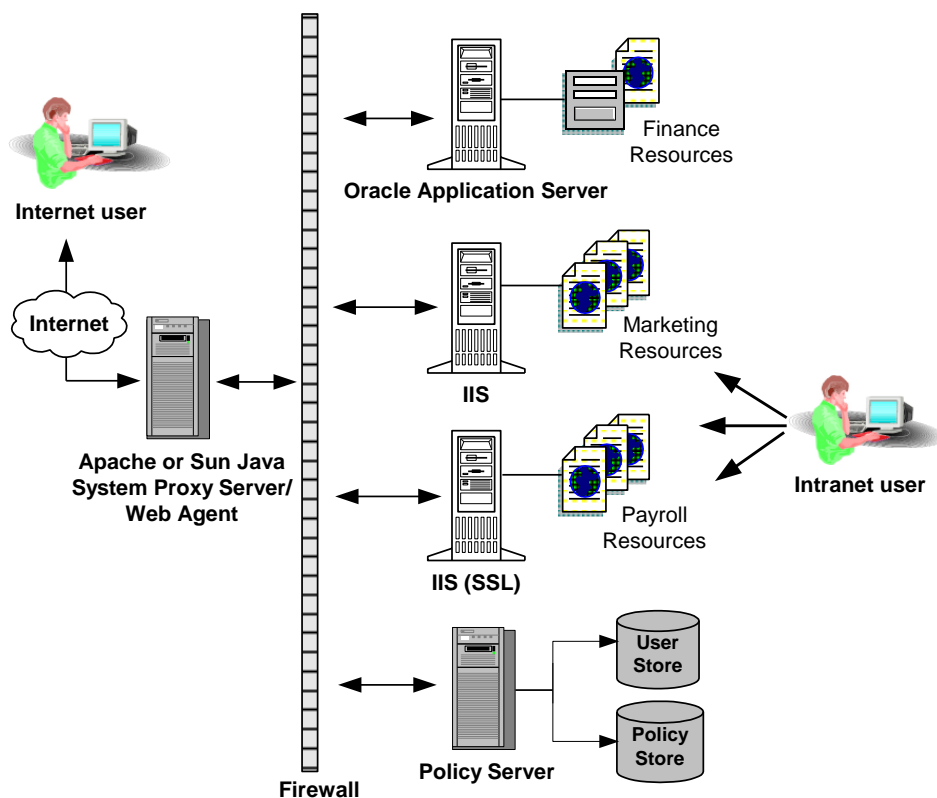 Finance
Resources
Oracle Application Server
Internet user
Internet
Marketing
Resources
IIS
Apache or Sun Java
System Proxy Server/
Web Agent
Intranet user
Payroll
Resources
IIS (SSL)
User
Store
Policy
Store
Policy Server
Firewall